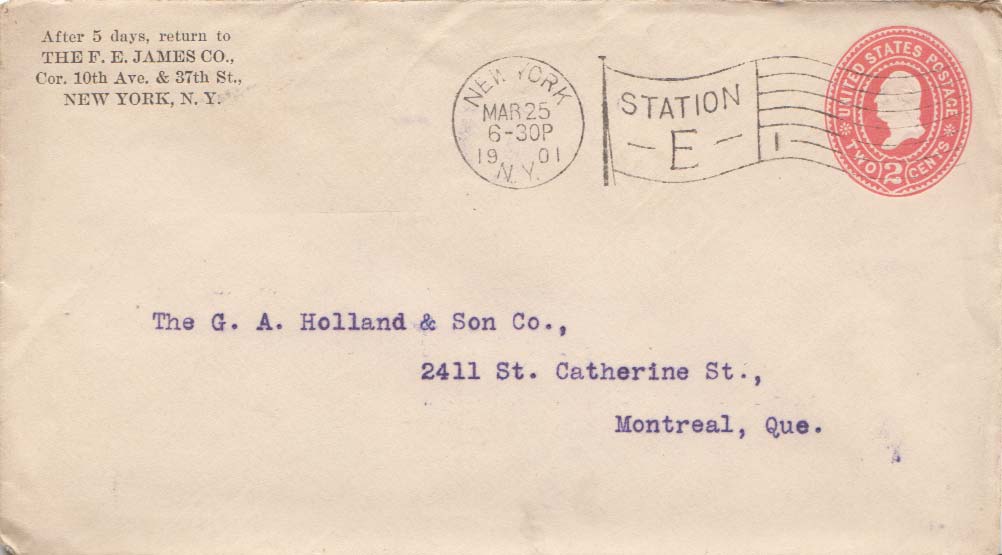 After 5 days, return to
THE F. E. JAMES CO.,
Cor. 10th Ave. & 37th St.,
NEW YORK, N. Y.
NEW YORK
MAR 25
6-30P
19 01
N.Y.
STATION
- E -
1
UNITED STATES POSTAGE
TWO 2 CENTS
The G. A. Holland & Son Co.,
2411 St. Catherine St.,
Montreal, Que.